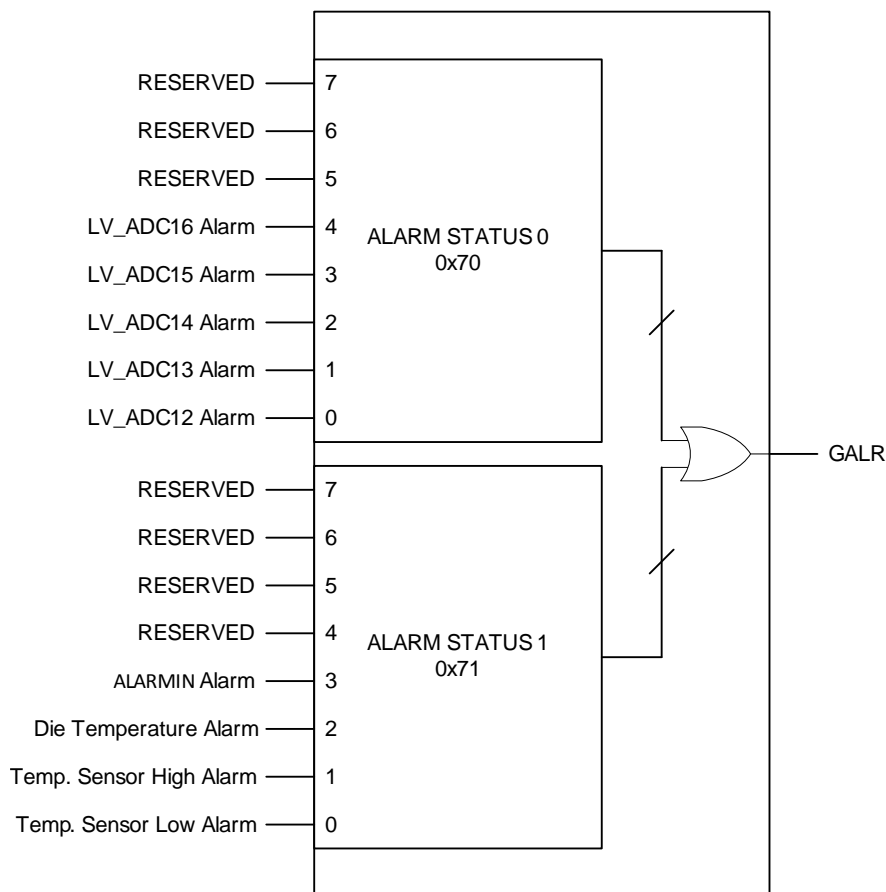 RESERVED 7
RESERVED 6
RESERVED 5
LV_ADC16 Alarm 4
LV_ADC15 Alarm 3
LV_ADC14 Alarm 2
LV_ADC13 Alarm 1
LV_ADC12 Alarm 0
ALARM STATUS 0
0x70
GALR
RESERVED 7
RESERVED 6
RESERVED 5
RESERVED 4
ALARMIN Alarm 3
Die Temperature Alarm 2
Temp. Sensor High Alarm 1
Temp. Sensor Low Alarm 0
ALARM STATUS 1
0x71